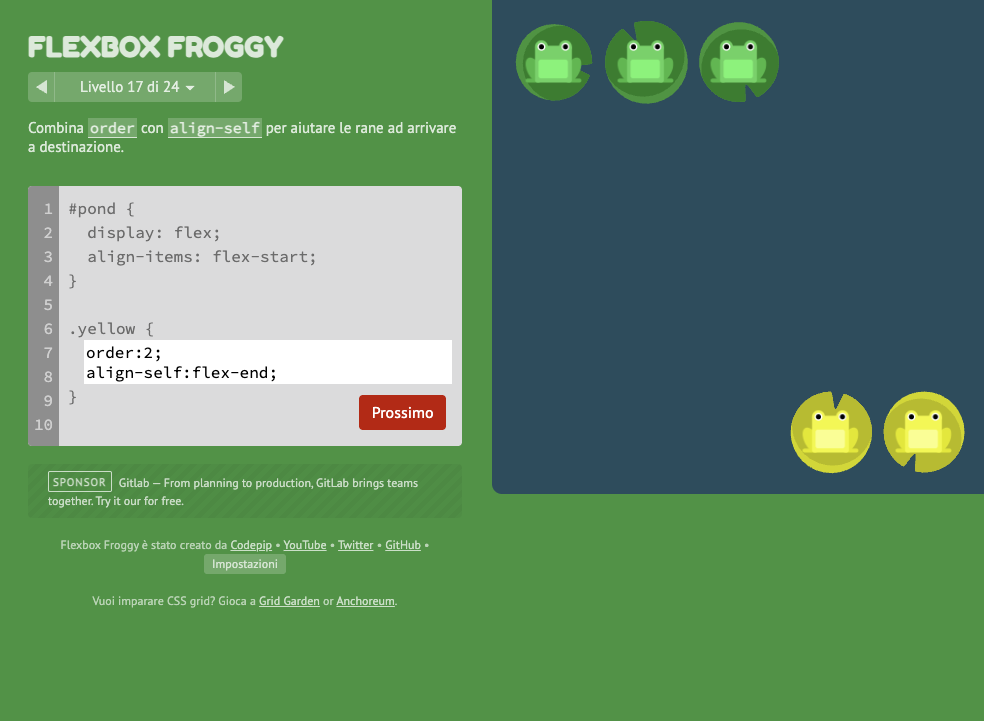 FLEXBOX FROGGY
Livello 17 di 24
Combina order con align-self per aiutare le rane ad arrivare
a destinazione.
1 #pond {
2 display: flex;
3 align-items: flex-start;
4 }
5
6 .yellow {
7 order:2;
8 align-self:flex-end;
9 }
10
Prossimo
SPONSOR Gitlab — From planning to production, GitLab brings teams
together. Try it our for free.
Flexbox Froggy è stato creato da Codepip • YouTube • Twitter • GitHub •
Impostazioni
Vuoi imparare CSS grid? Gioca a Grid Garden or Anchoreum.